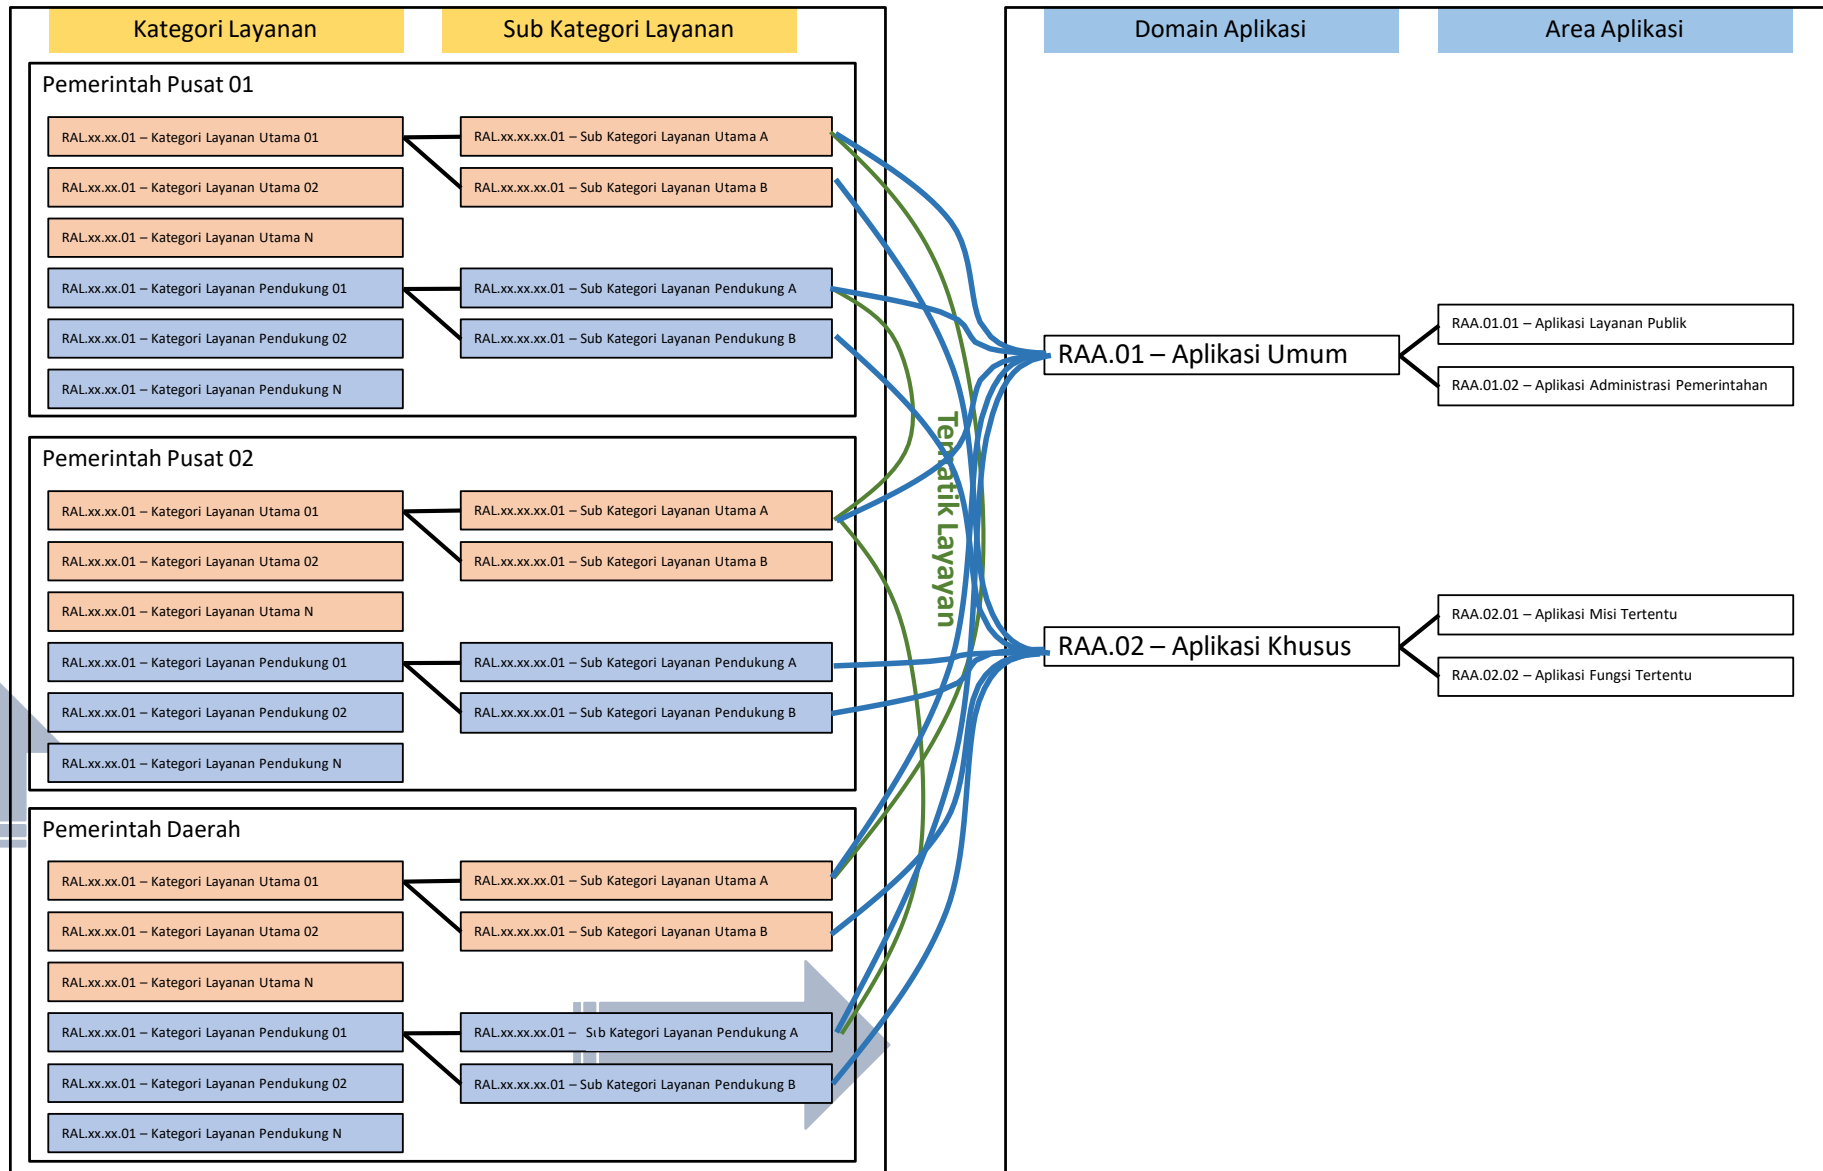 Kategori Layanan
Sub Kategori Layanan
Pemerintah Pusat 01
RAL.xx.xx.01 – Kategori Layanan Utama 01
RAL.xx.xx.xx.01 – Sub Kategori Layanan Utama A
RAL.xx.xx.01 – Kategori Layanan Utama 02
RAL.xx.xx.xx.01 – Sub Kategori Layanan Utama B
RAL.xx.xx.01 – Kategori Layanan Utama N
RAL.xx.xx.01 – Kategori Layanan Pendukung 01
RAL.xx.xx.xx.01 – Sub Kategori Layanan Pendukung A
RAL.xx.xx.01 – Kategori Layanan Pendukung 02
RAL.xx.xx.xx.01 – Sub Kategori Layanan Pendukung B
RAL.xx.xx.01 – Kategori Layanan Pendukung N
Pemerintah Pusat 02
RAL.xx.xx.01 – Kategori Layanan Utama 01
RAL.xx.xx.xx.01 – Sub Kategori Layanan Utama A
RAL.xx.xx.01 – Kategori Layanan Utama 02
RAL.xx.xx.xx.01 – Sub Kategori Layanan Utama B
RAL.xx.xx.01 – Kategori Layanan Utama N
RAL.xx.xx.01 – Kategori Layanan Pendukung 01
RAL.xx.xx.xx.01 – Sub Kategori Layanan Pendukung A
RAL.xx.xx.01 – Kategori Layanan Pendukung 02
RAL.xx.xx.xx.01 – Sub Kategori Layanan Pendukung B
RAL.xx.xx.01 – Kategori Layanan Pendukung N
Pemerintah Daerah
RAL.xx.xx.01 – Kategori Layanan Utama 01
RAL.xx.xx.xx.01 – Sub Kategori Layanan Utama A
RAL.xx.xx.01 – Kategori Layanan Utama 02
RAL.xx.xx.xx.01 – Sub Kategori Layanan Utama B
RAL.xx.xx.01 – Kategori Layanan Utama N
RAL.xx.xx.01 – Kategori Layanan Pendukung 01
RAL.xx.xx.xx.01 – Sub Kategori Layanan Pendukung A
RAL.xx.xx.01 – Kategori Layanan Pendukung 02
RAL.xx.xx.xx.01 – Sub Kategori Layanan Pendukung B
RAL.xx.xx.01 – Kategori Layanan Pendukung N
Tematik Layayan
Domain Aplikasi
Area Aplikasi
RAA.01 – Aplikasi Umum
RAA.01.01 – Aplikasi Layanan Publik
RAA.01.02 – Aplikasi Administrasi Pemerintahan
RAA.02 – Aplikasi Khusus
RAA.02.01 – Aplikasi Misi Tertentu
RAA.02.02 – Aplikasi Fungsi Tertentu